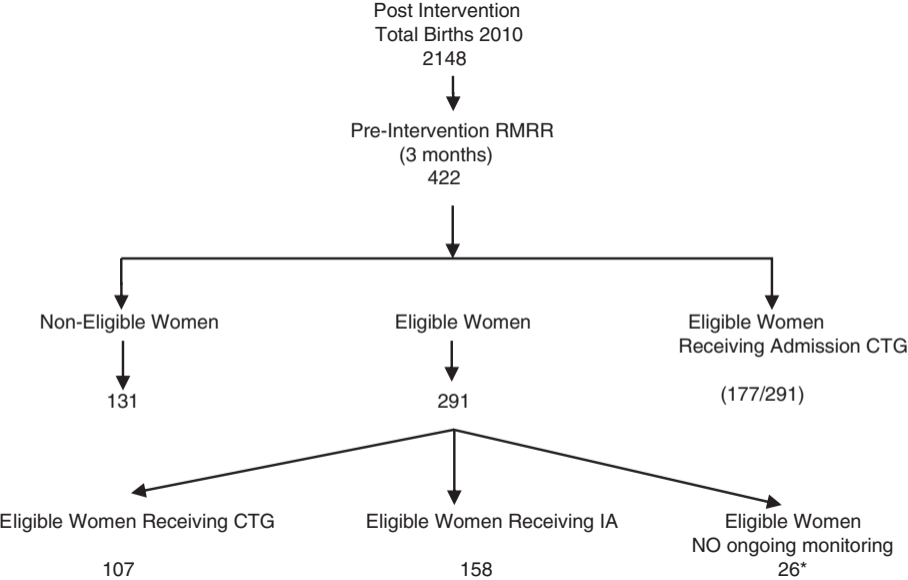 Post Intervention
Total Births 2010
2148
Pre-Intervention RMRR
(3 months)
422
Non-Eligible Women
131
Eligible Women
291
Eligible Women
Receiving Admission CTG
(177/291)
Eligible Women Receiving CTG
107
Eligible Women Receiving IA
158
Eligible Women
NO ongoing monitoring
26*